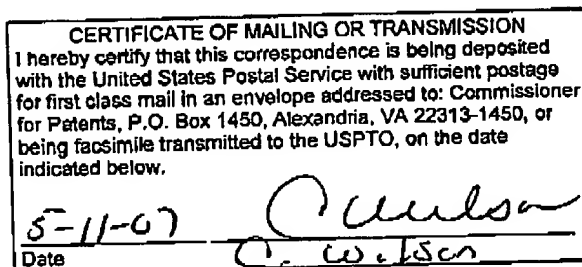 CERTIFICATE OF MAILING OR TRANSMISSION
I hereby certify that this correspondence is being deposited
with the United States Postal Service with sufficient postage
for first class mail in an envelope addressed to: Commissioner
for Patents, P.O. Box 1450, Alexandria, VA 22313-1450, or
being facsimile transmitted to the USPTO, on the date
indicated below.
5-11-07 C Wilson
Date C. Wilson